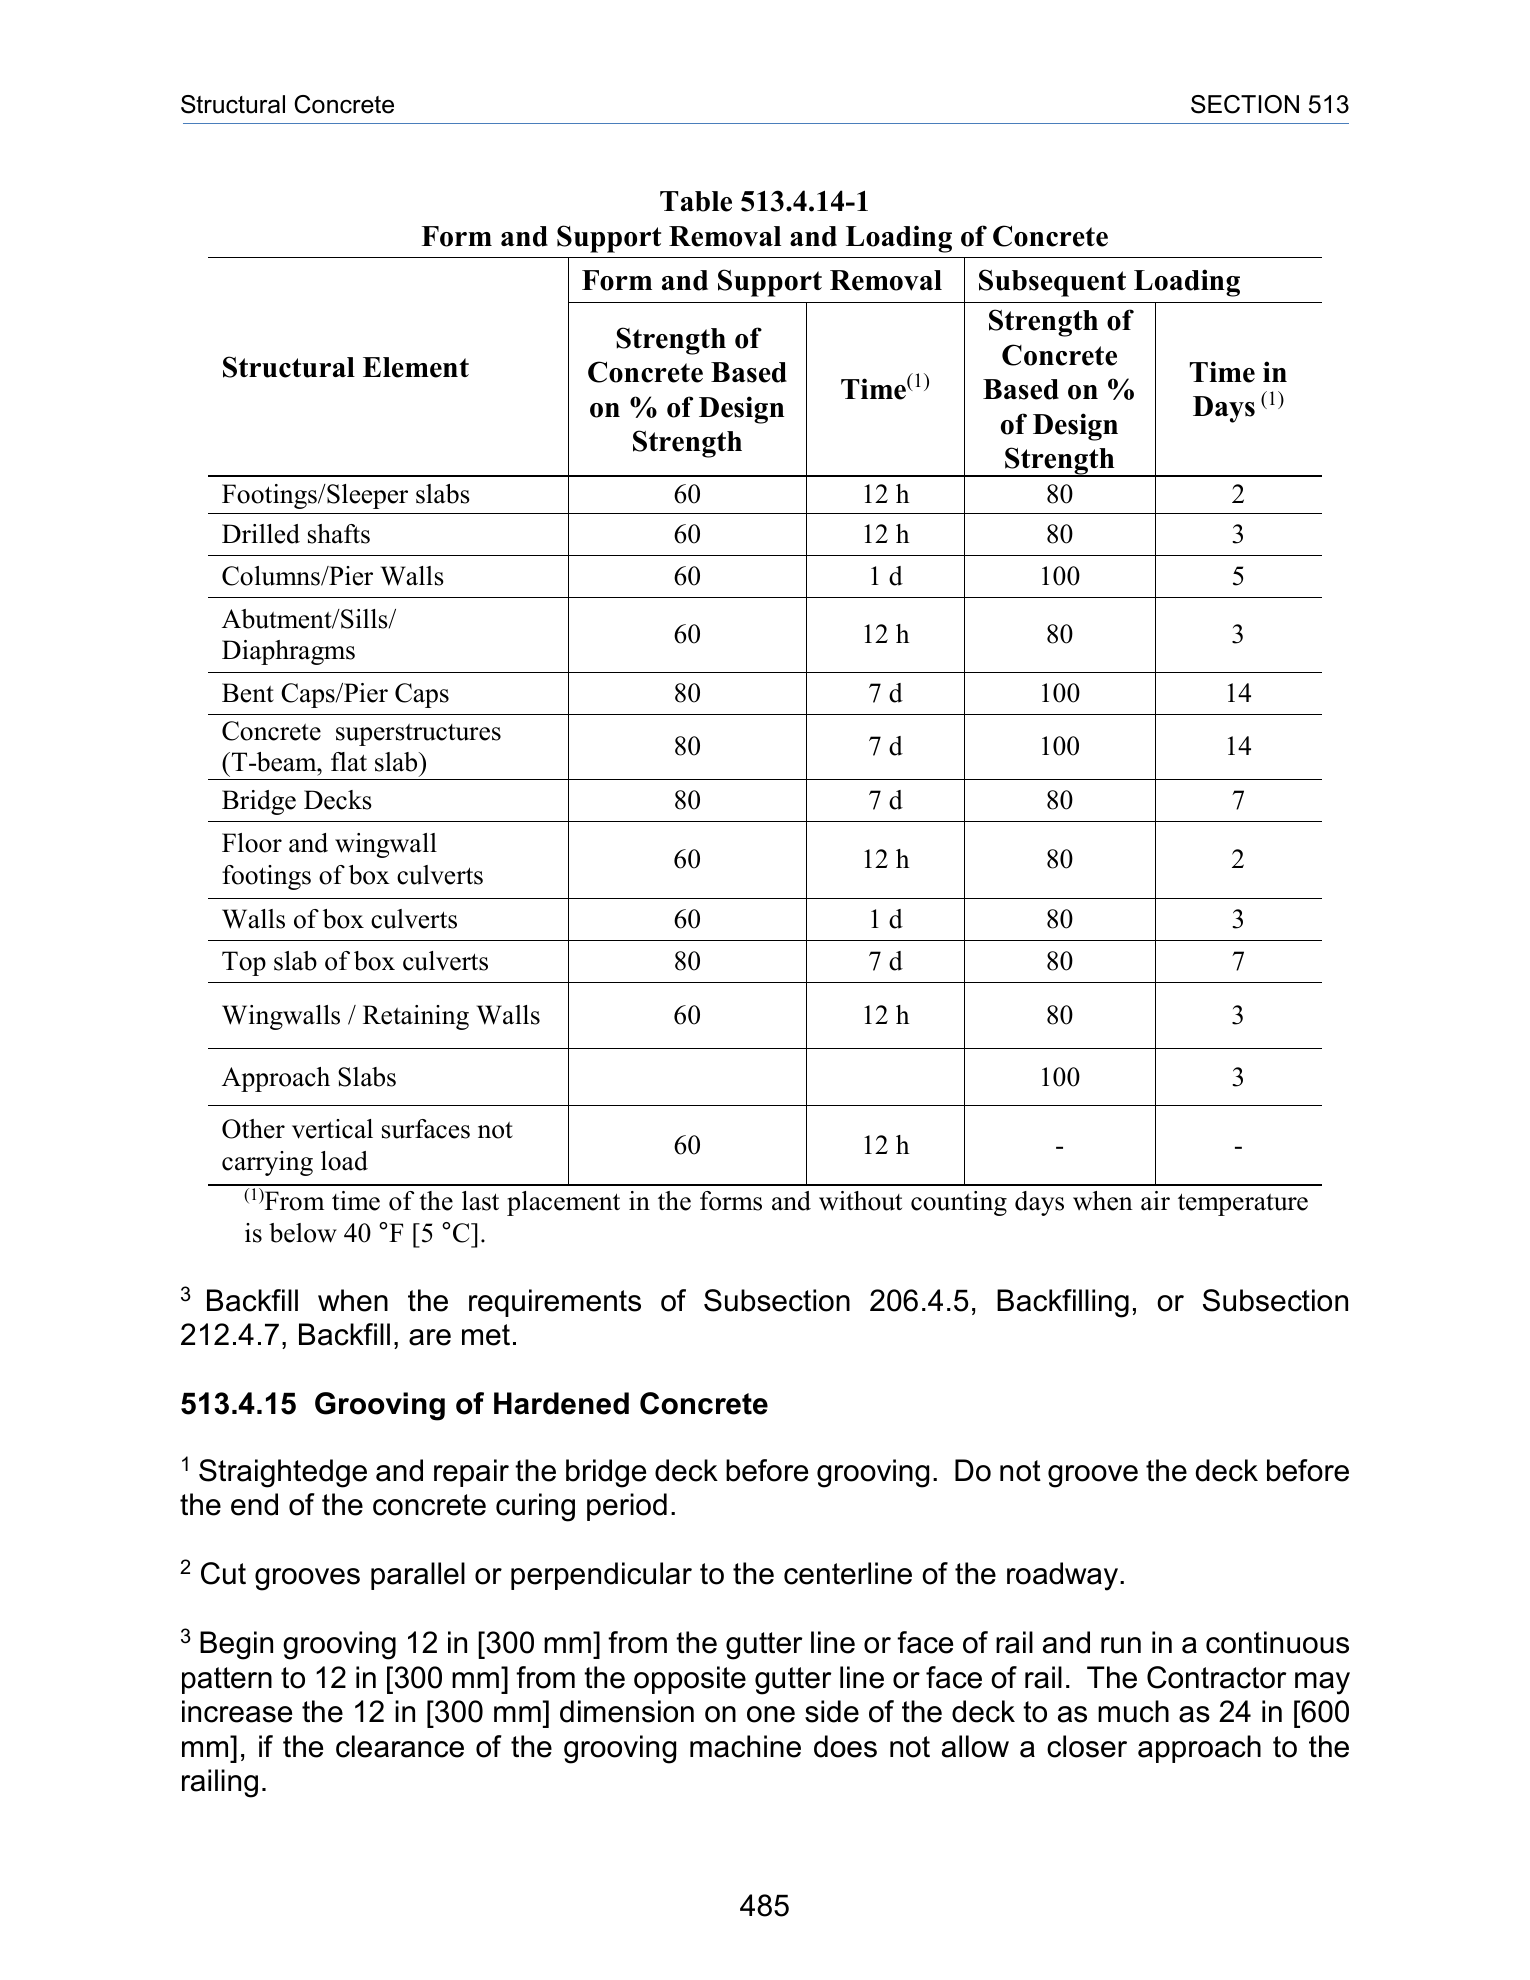 Structural Concrete SECTION 513
Table 513.4.14-1
Form and Support Removal and Loading of Concrete
Structural Element
Form and Support Removal Subsequent Loading
Strength of
Concrete Based
on % of Design
Strength
Time(1)
Strength of
Concrete
Based on %
of Design
Strength
Time in
Days (1)
Footings/Sleeper slabs 60 12 h 80 2
Drilled shafts 60 12 h 80 3
Columns/Pier Walls 60 1 d 100 5
Abutment/Sills/
Diaphragms 60 12 h 80 3
Bent Caps/Pier Caps 80 7 d 100 14
Concrete superstructures
(T-beam, flat slab) 80 7 d 100 14
Bridge Decks 80 7 d 80 7
Floor and wingwall
footings of box culverts 60 12 h 80 2
Walls of box culverts 60 1 d 80 3
Top slab of box culverts 80 7 d 80 7
Wingwalls / Retaining Walls 60 12 h 80 3
Approach Slabs 100 3
Other vertical surfaces not
carrying load 60 12 h - -
(1)From time of the last placement in the forms and without counting days when air temperature
is below 40 °F [5 °C].
3 Backfill when the requirements of Subsection 206.4.5, Backfilling, or Subsection
212.4.7, Backfill, are met.
513.4.15 Grooving of Hardened Concrete
1 Straightedge and repair the bridge deck before grooving. Do not groove the deck before
the end of the concrete curing period.
2 Cut grooves parallel or perpendicular to the centerline of the roadway.
3 Begin grooving 12 in [300 mm] from the gutter line or face of rail and run in a continuous
pattern to 12 in [300 mm] from the opposite gutter line or face of rail. The Contractor may
increase the 12 in [300 mm] dimension on one side of the deck to as much as 24 in [600
mm], if the clearance of the grooving machine does not allow a closer approach to the
railing.
485